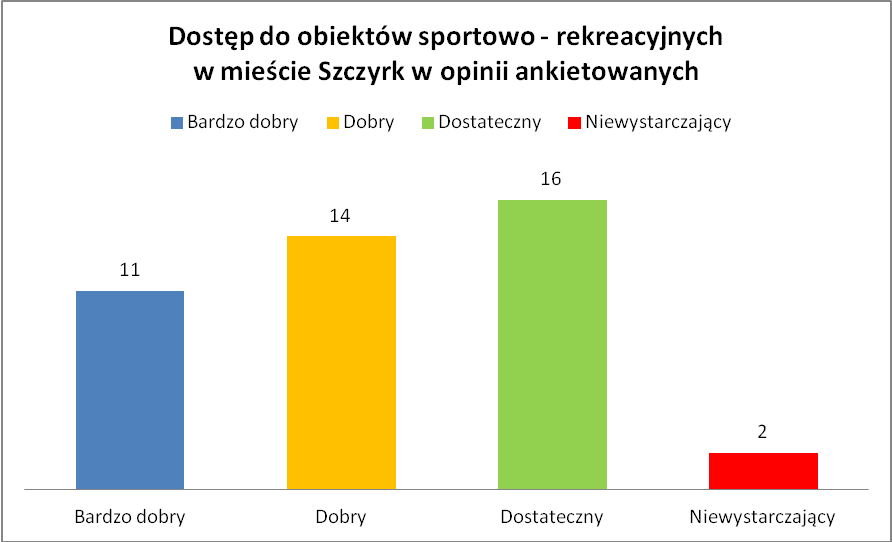 Dostęp do obiektów sportowo - rekreacyjnych
w mieście Szczyrk w opinii ankietowanych
Bardzo dobry Dobry Dostateczny Niewystarczający
11
14
16
2
Bardzo dobry Dobry Dostateczny Niewystarczający